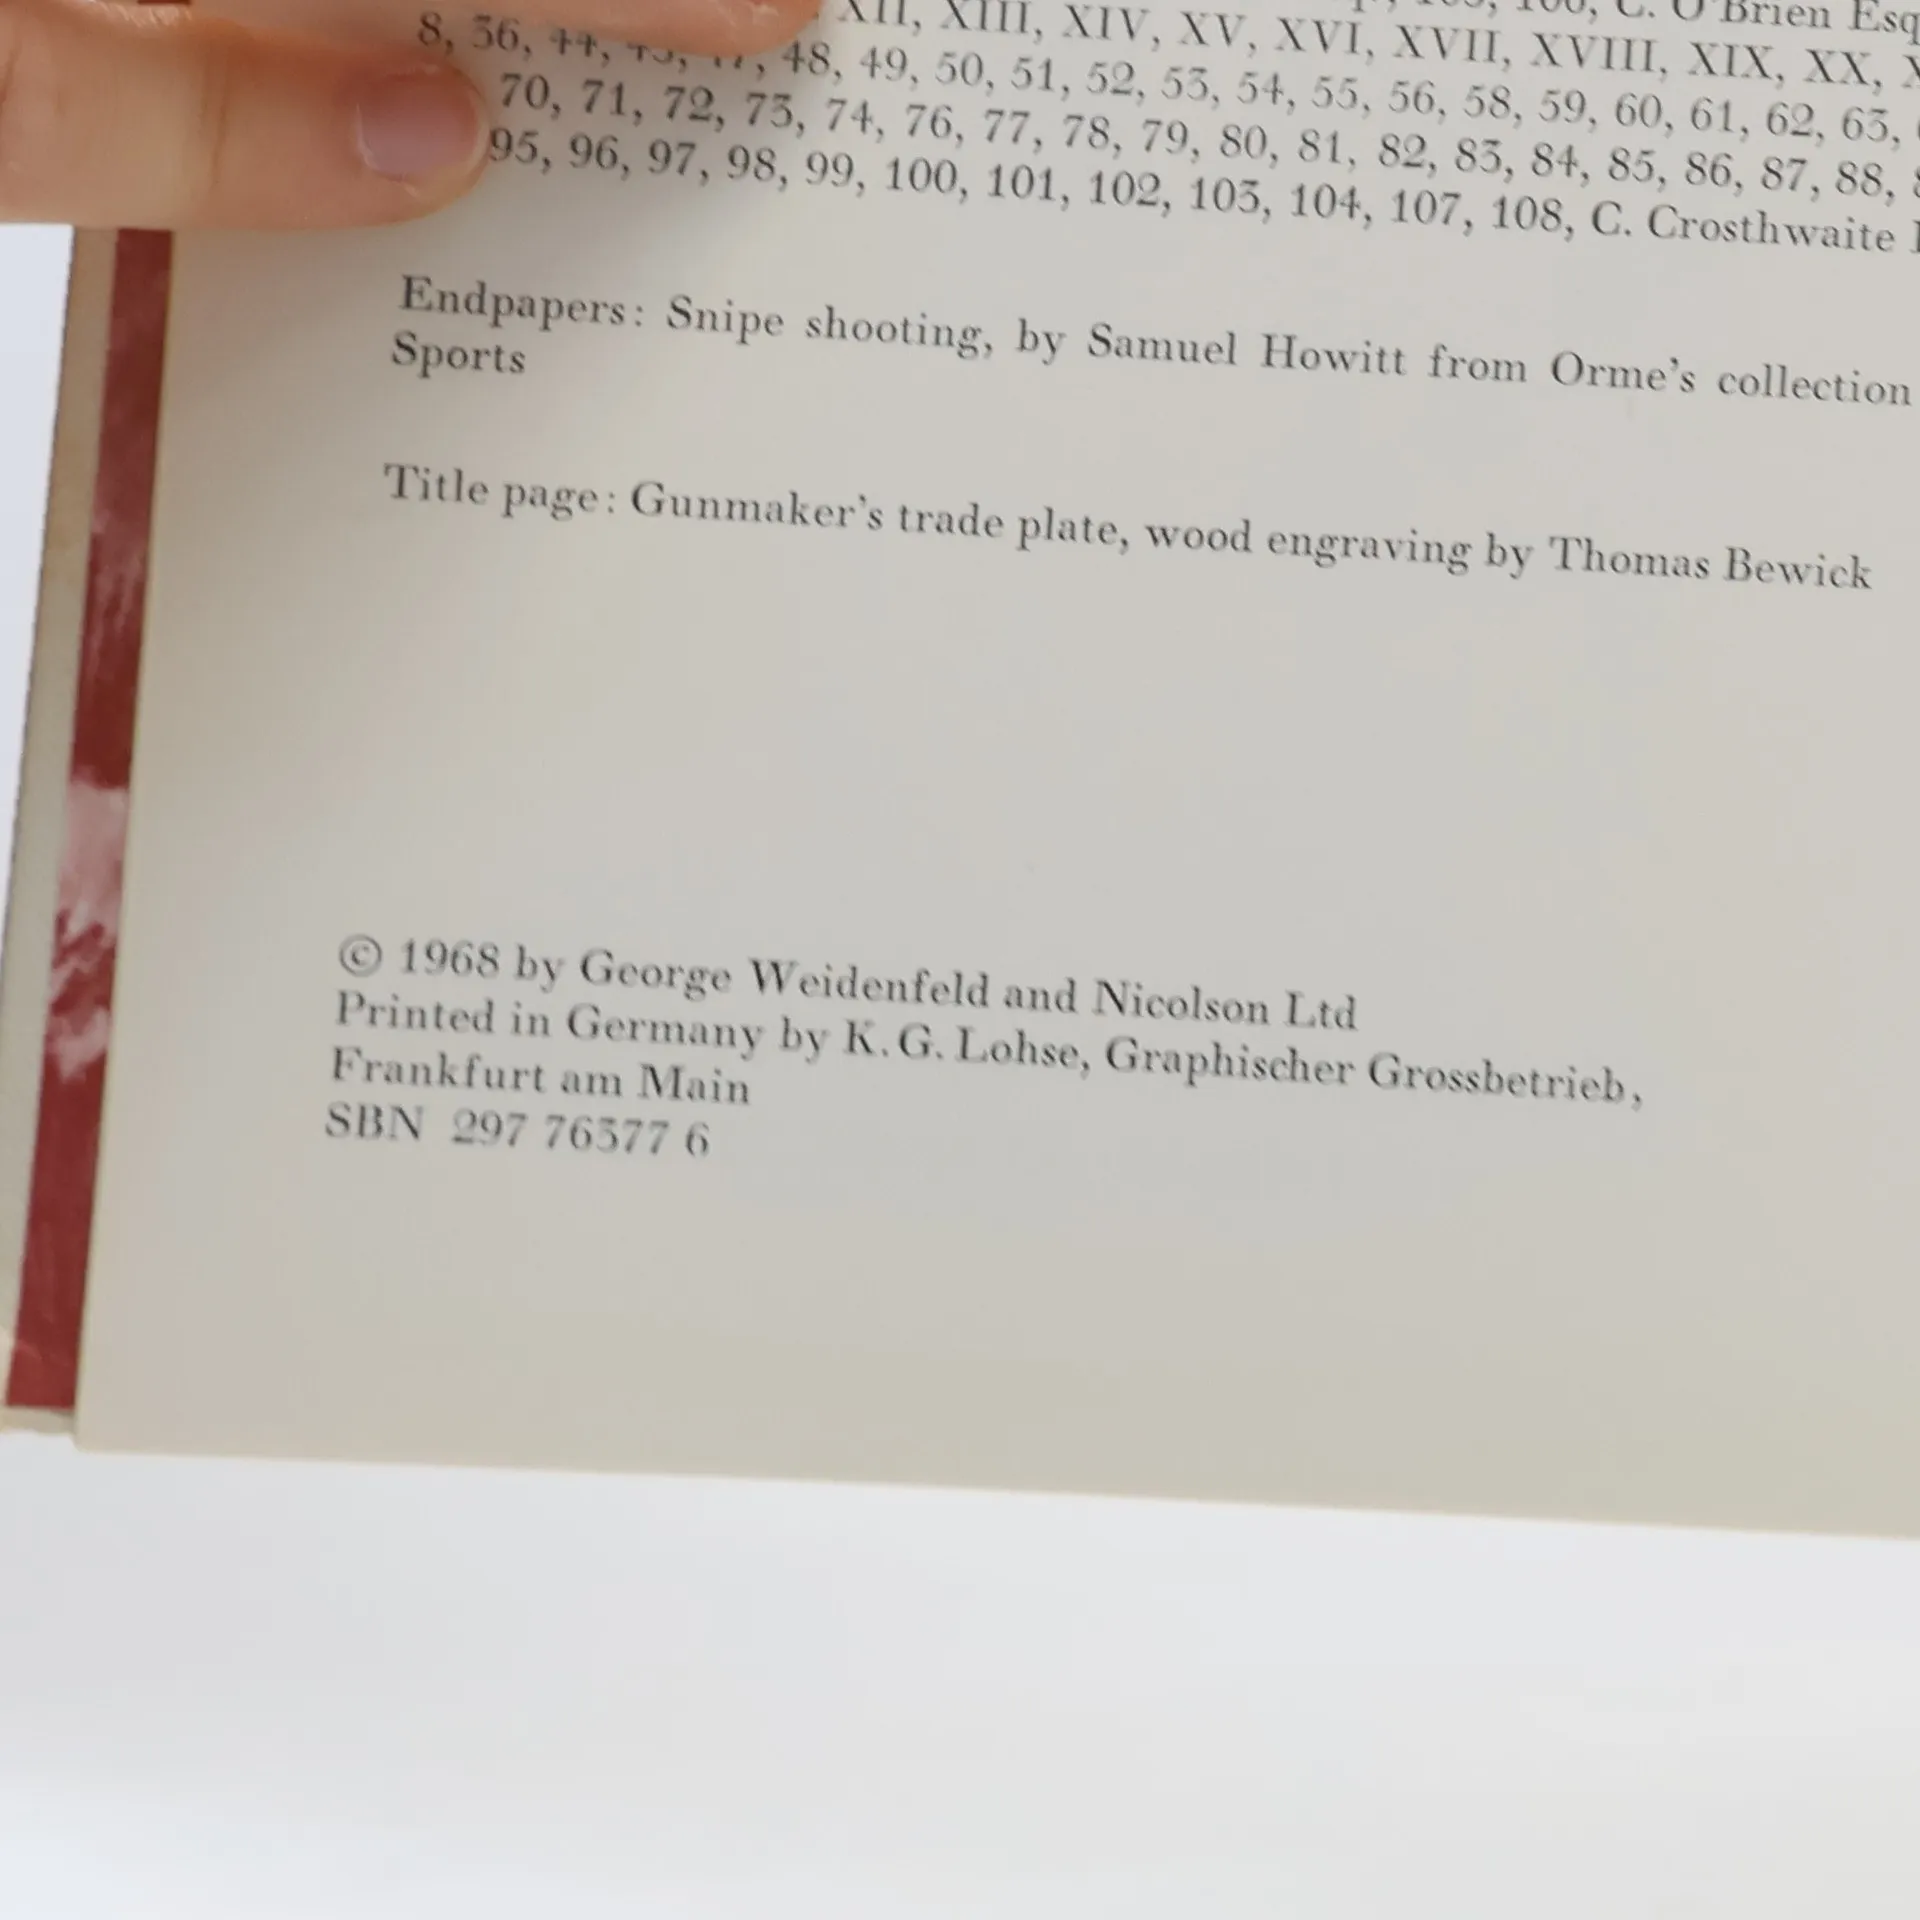 XII, XIII, XIV, XV, XVI, XVII, XVIII, XIX, XX,
8, 36, 44, 48, 49, 50, 51, 52, 53, 54, 55, 56, 58, 59, 60, 61, 62, 63,
70, 71, 72, 73, 74, 76, 77, 78, 79, 80, 81, 82, 83, 84, 85, 86, 87, 88,
95, 96, 97, 98, 99, 100, 101, 102, 103, 104, 107, 108, C. Crosthwaite
Endpapers: Snipe shooting, by Samuel Howitt from Orme's collection
Sports
Title page: Gunmaker's trade plate, wood engraving by Thomas Bewick
© 1968 by George Weidenfeld and Nicolson Ltd
Printed in Germany by K. G. Lohse, Graphischer Grossbetrieb,
Frankfurt am Main
SBN 297 76377 6